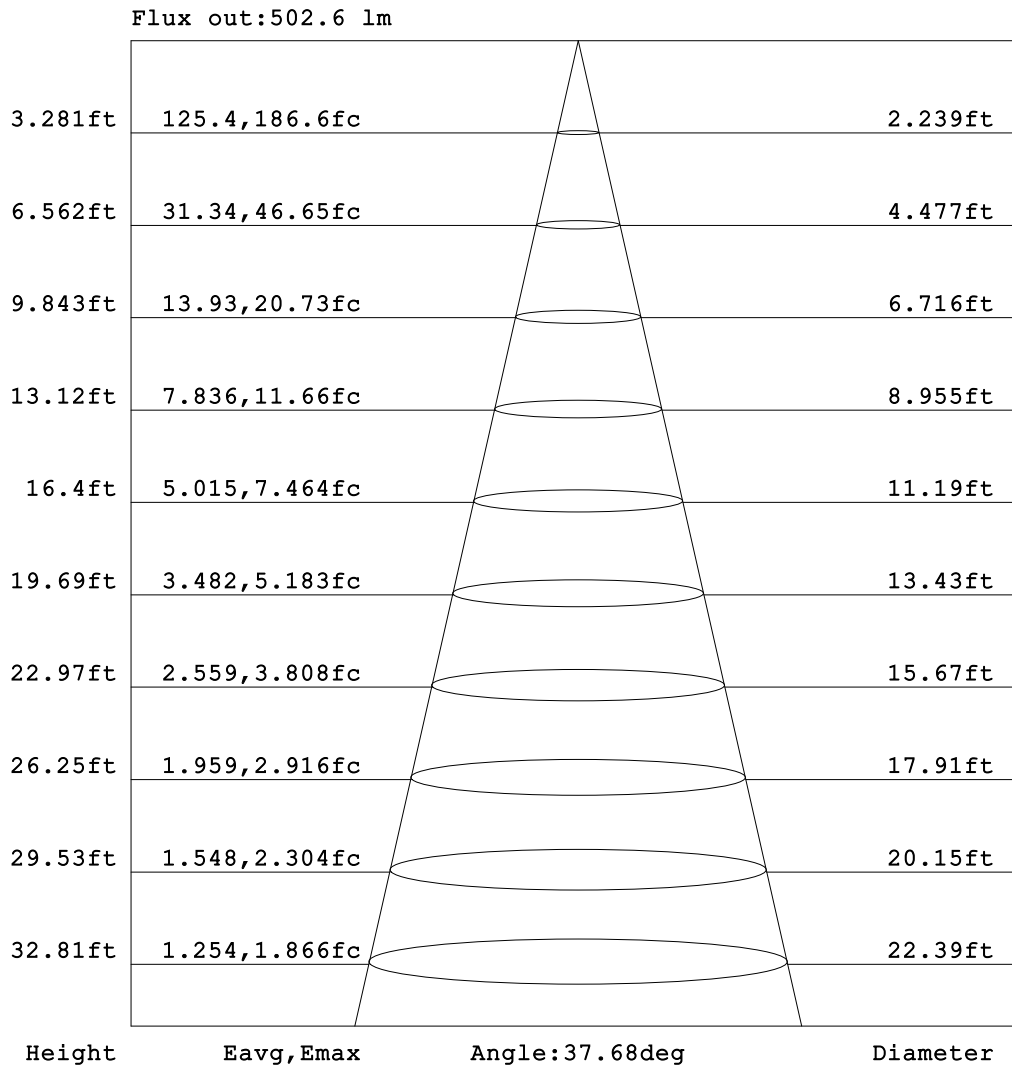 Flux out:502.6 lm
3.281ft 125.4,186.6fc 2.239ft
6.562ft 31.34,46.65fc 4.477ft
9.843ft 13.93,20.73fc 6.716ft
13.12ft 7.836,11.66fc 8.955ft
16.4ft 5.015,7.464fc 11.19ft
19.69ft 3.482,5.183fc 13.43ft
22.97ft 2.559,3.808fc 15.67ft
26.25ft 1.959,2.916fc 17.91ft
29.53ft 1.548,2.304fc 20.15ft
32.81ft 1.254,1.866fc 22.39ft
Height Eavg,Emax Angle:37.68deg Diameter